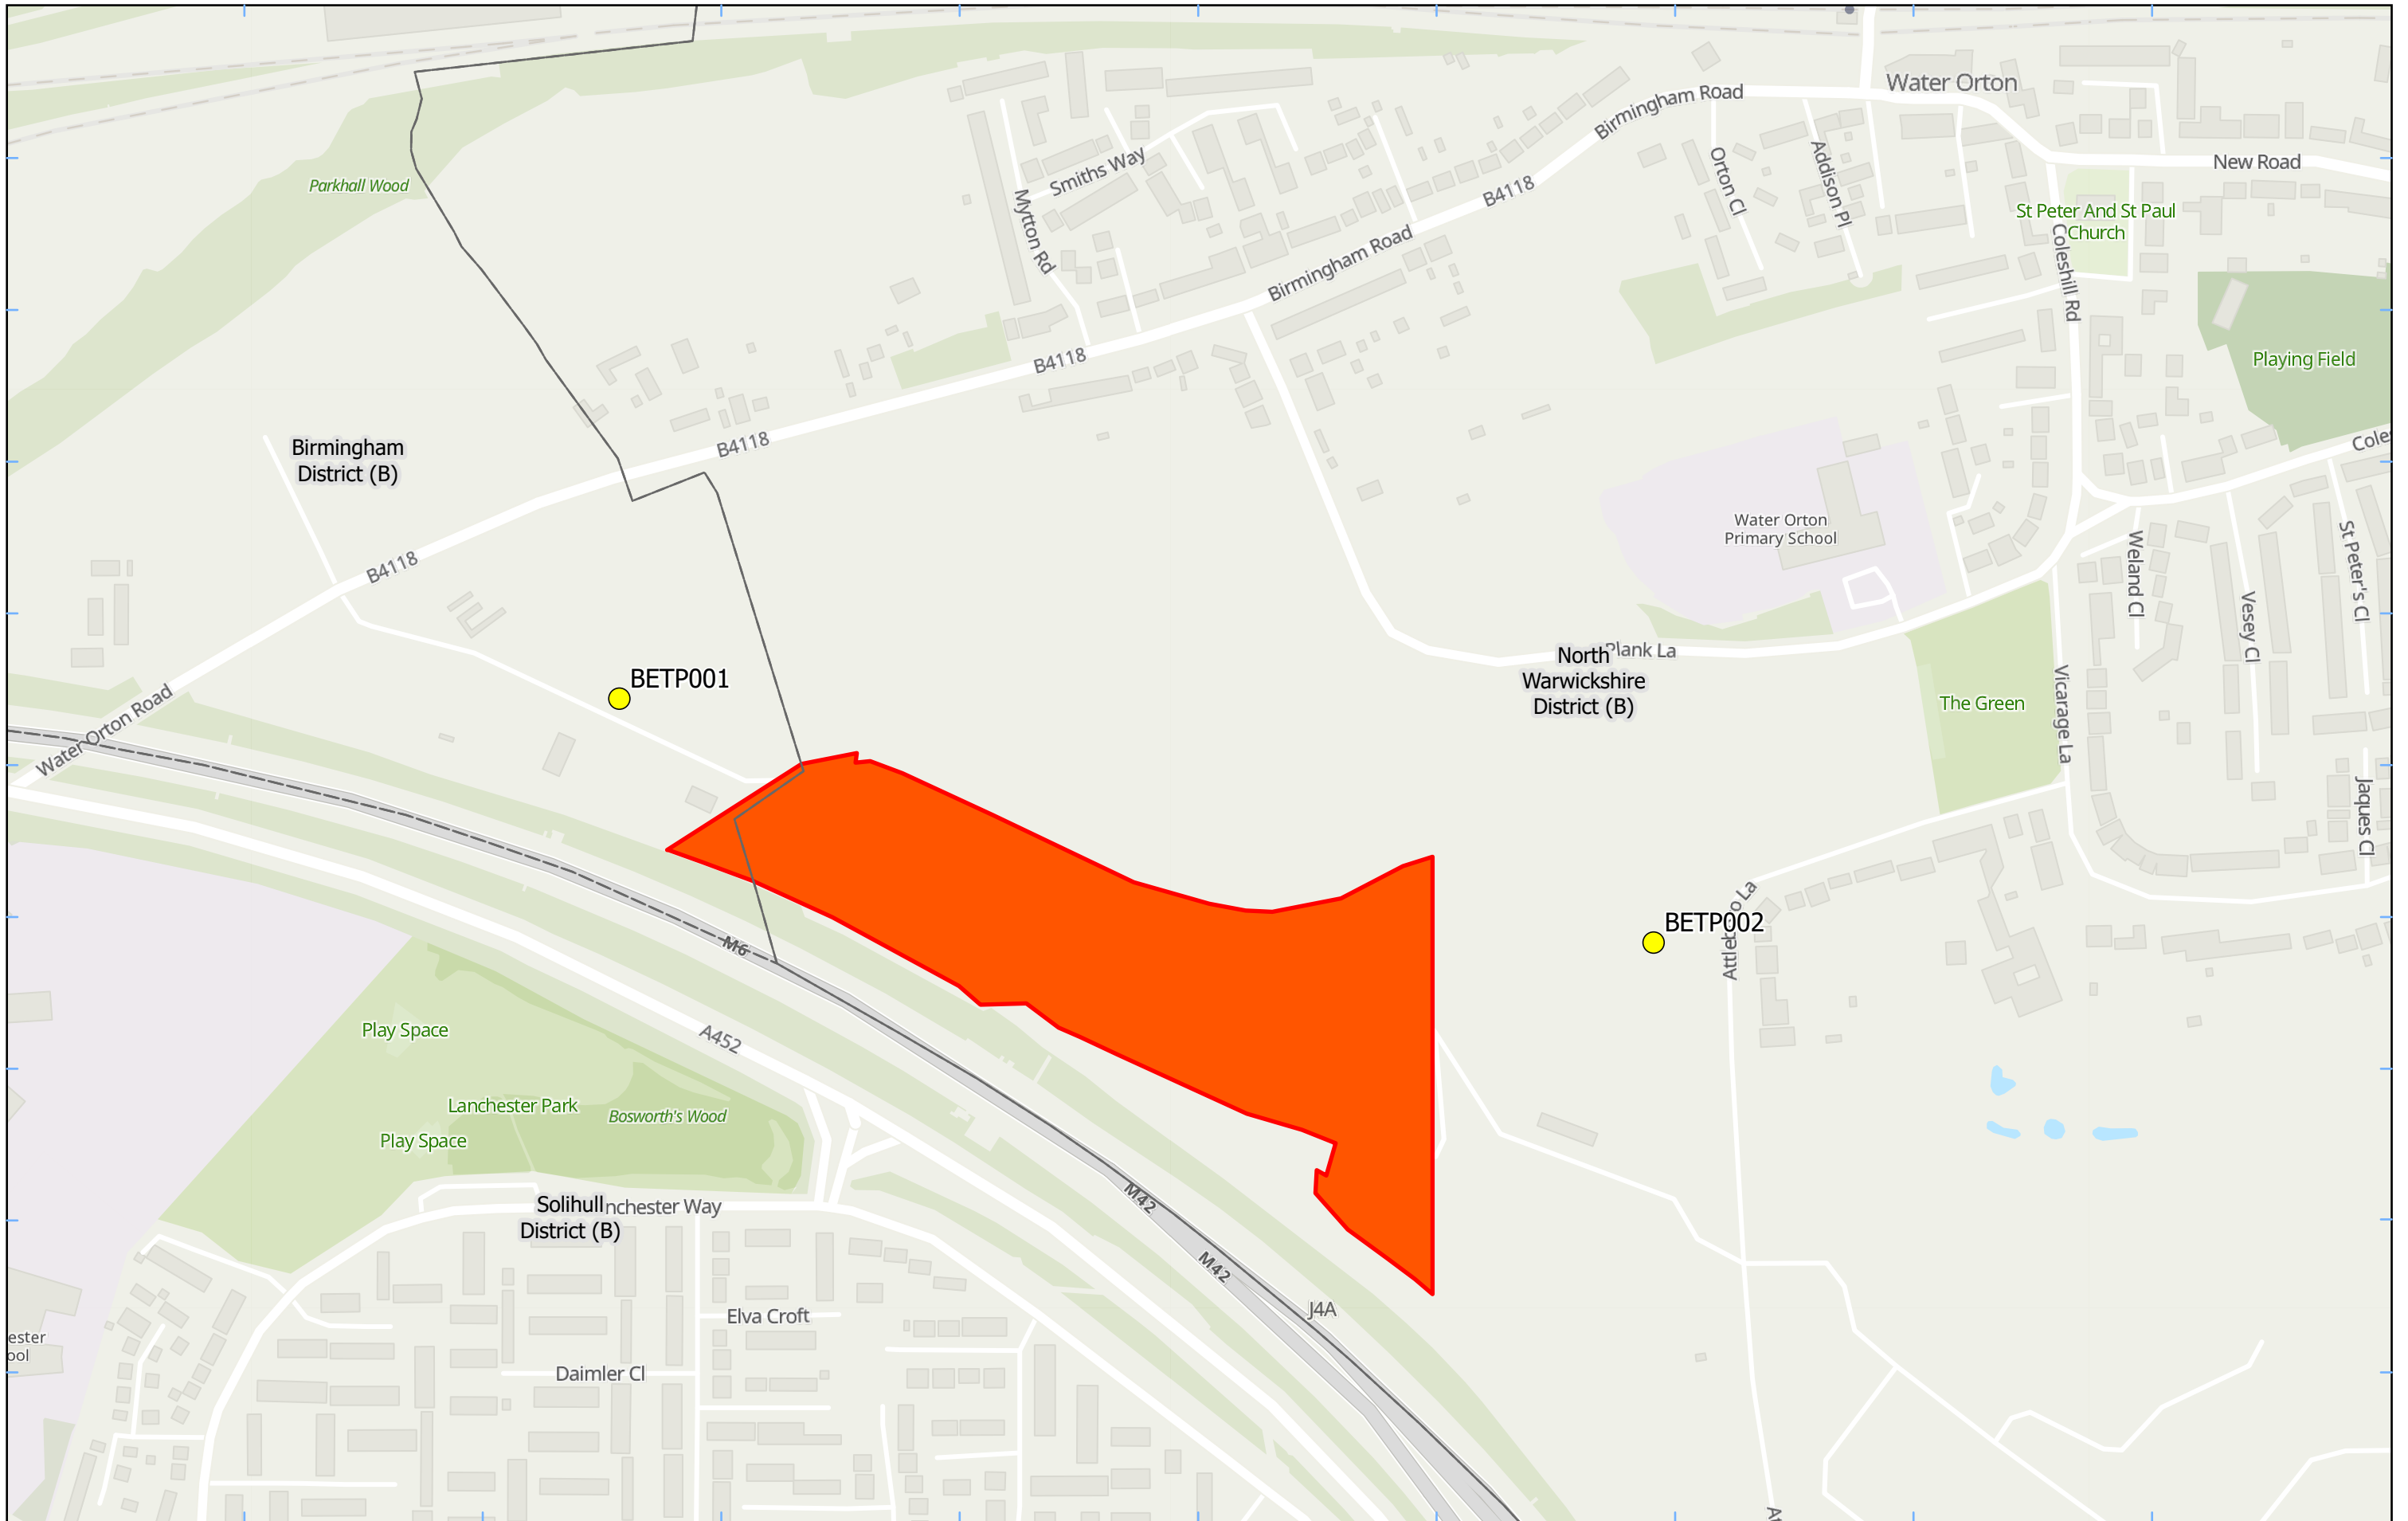 Water Orton
Birmingham Road
New Road
Smiths Way
Orton Cl
Addison Pl
Parkhall Wood
B4118
St Peter And St Paul
Church
Mytton Rd
Birmingham Road
Coleshill Rd
B4118
Playing Field
B4118
Birmingham
District (B)
Water Orton
Primary School
B4118
Weland Cl
St Peter's Cl
Vesey Cl
Plank La
North
Warwickshire
District (B)
BETP001
Vicarage La
The Green
Water Orton Road
Jaques Cl
BETP002
M6
Play Space
A452
Lanchester Park
Bosworth's Wood
Play Space
M42
Solihull
nchester Way
District (B)
M42
J4A
Elva Croft
Daimler Cl